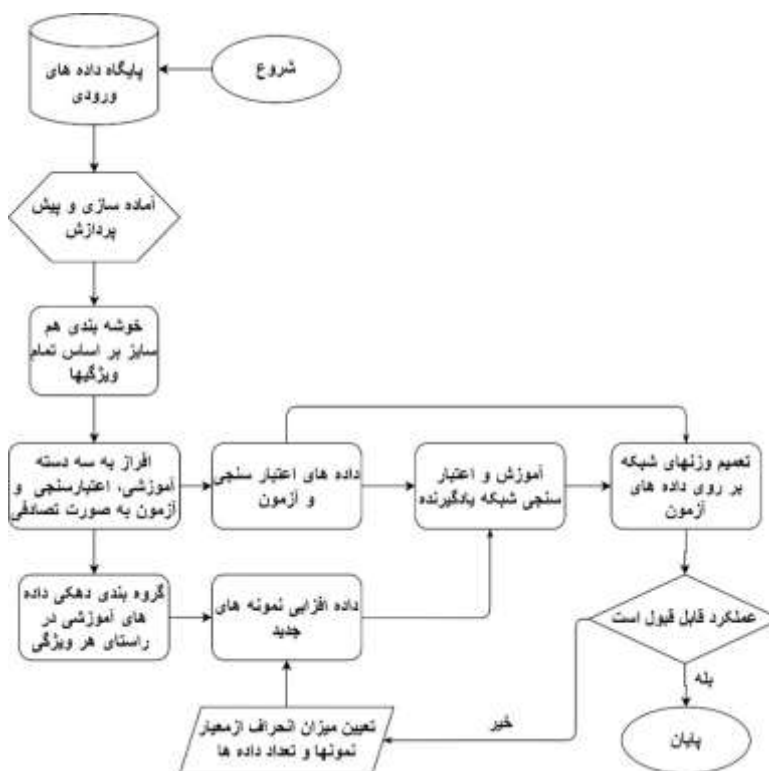 شروع
پایگاه داده های
ورودی
آماده سازی و پیش
پردازش
خوشه بندی هم
سایز بر اساس تمام
ویژگیها
افراز به سه دسته
آموزشی، اعتبارسنجی و
آزمون به صورت تصادفی
داده های اعتبار سنجی
و آزمون
آموزش و اعتبار
سنجی شبکه یادگیرنده
تعمیم وزنهای شبکه
بر روی داده های
آزمون
گروه بندی دهکی داده
های آموزشی در
راستای هر ویژگی
داده افزایی نمونه های
جدید
عملکرد قابل قبول است
بله
خیر
تعیین میزان انحراف ازمعیار
نمونها و تعداد داده ها
پایان